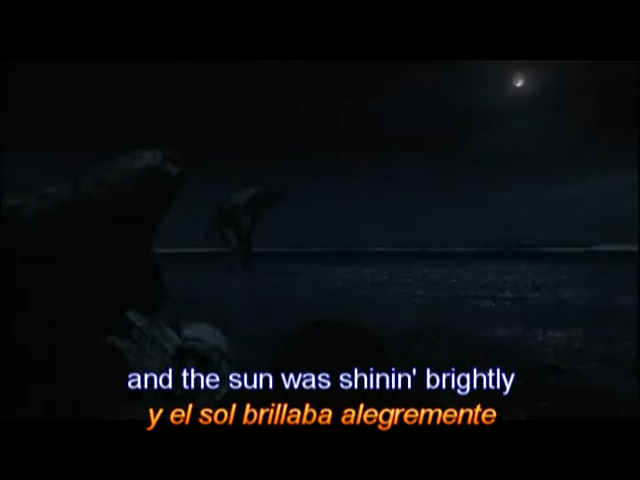 and the sun was shinin' brightly
y el sol brillaba alegremente